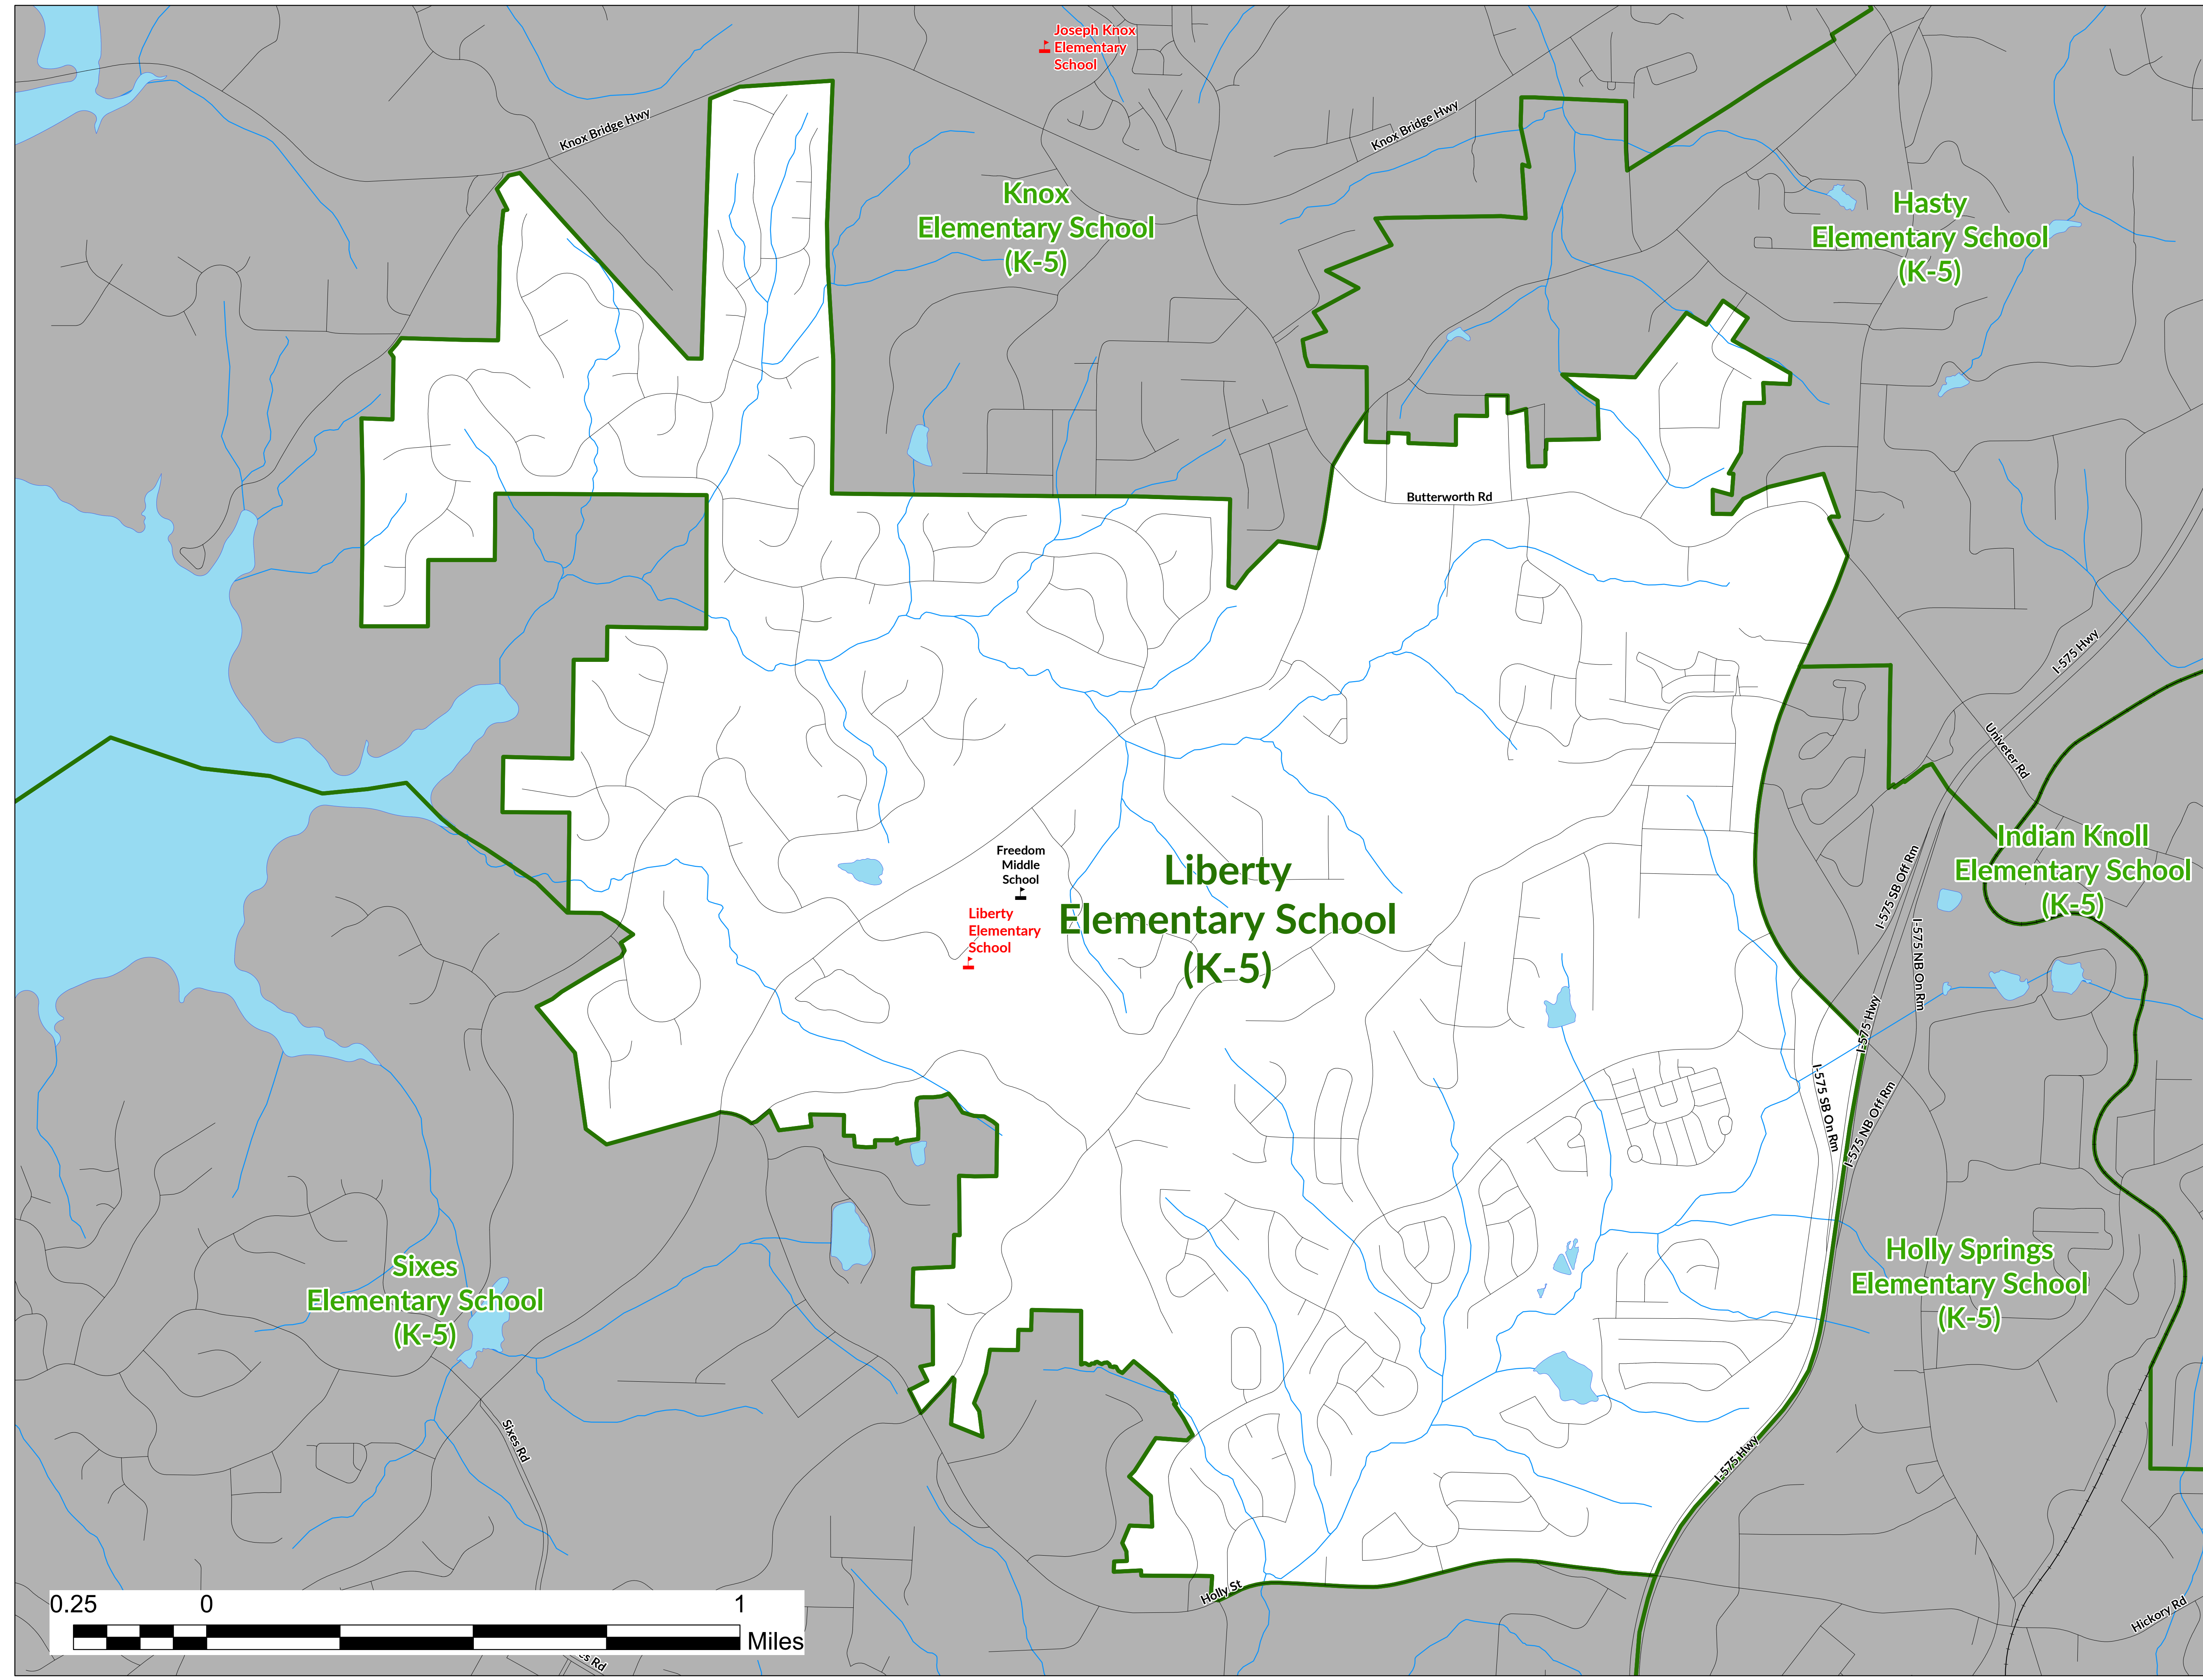 Joseph Knox
Elementary
School
Knox Bridge Hwy
Knox Bridge Hwy
Knox
Elementary School
(K-5)
Hasty
Elementary School
(K-5)
Butterworth Rd
I-575 Hwy
Univeter Rd
Indian Knoll
Elementary School
(K-5)
Freedom
Middle
School
Liberty
Elementary
School
Liberty
Elementary School
(K-5)
I-575 SB Off Rm
I-575 NB On Rm
I-575 Hwy
I-575 SB On Rm
I-575 NB Off Rm
Sixes
Elementary School
(K-5)
Holly Springs
Elementary School
(K-5)
Sixes Rd
I-575 Hwy
Holly St
Hickory Rd
0.25 0 1
Miles
es Rd